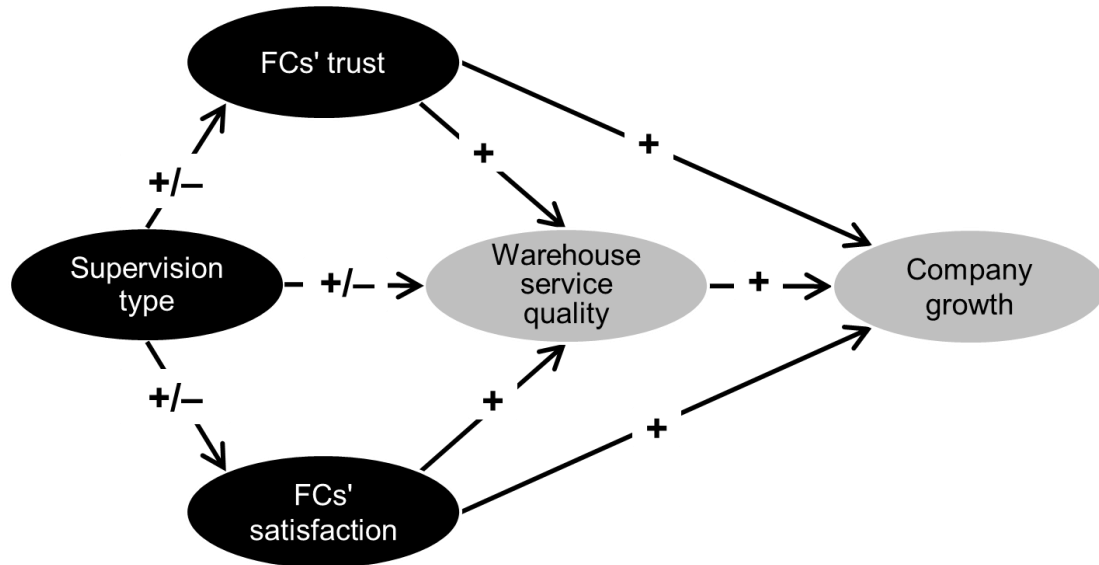 FCs' trust
+
+
+/–
Supervision
type
+/–
Warehouse
service
quality
+
Company
growth
+/–
+
+
FCs'
satisfaction